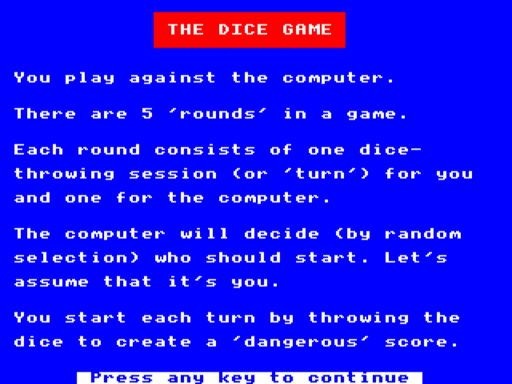 THE DICE GAME
You play against the computer.
There are 5 ´rounds´ in a game.
Each round consists of one dice-
throwing session (or ´turn´) for you
and one for the computer.
The computer will decide (by random
selection) who should start. Let´s
assume that it´s you.
You start each turn by throwing the
dice to create a ´dangerous´ score.
Press any key to continue